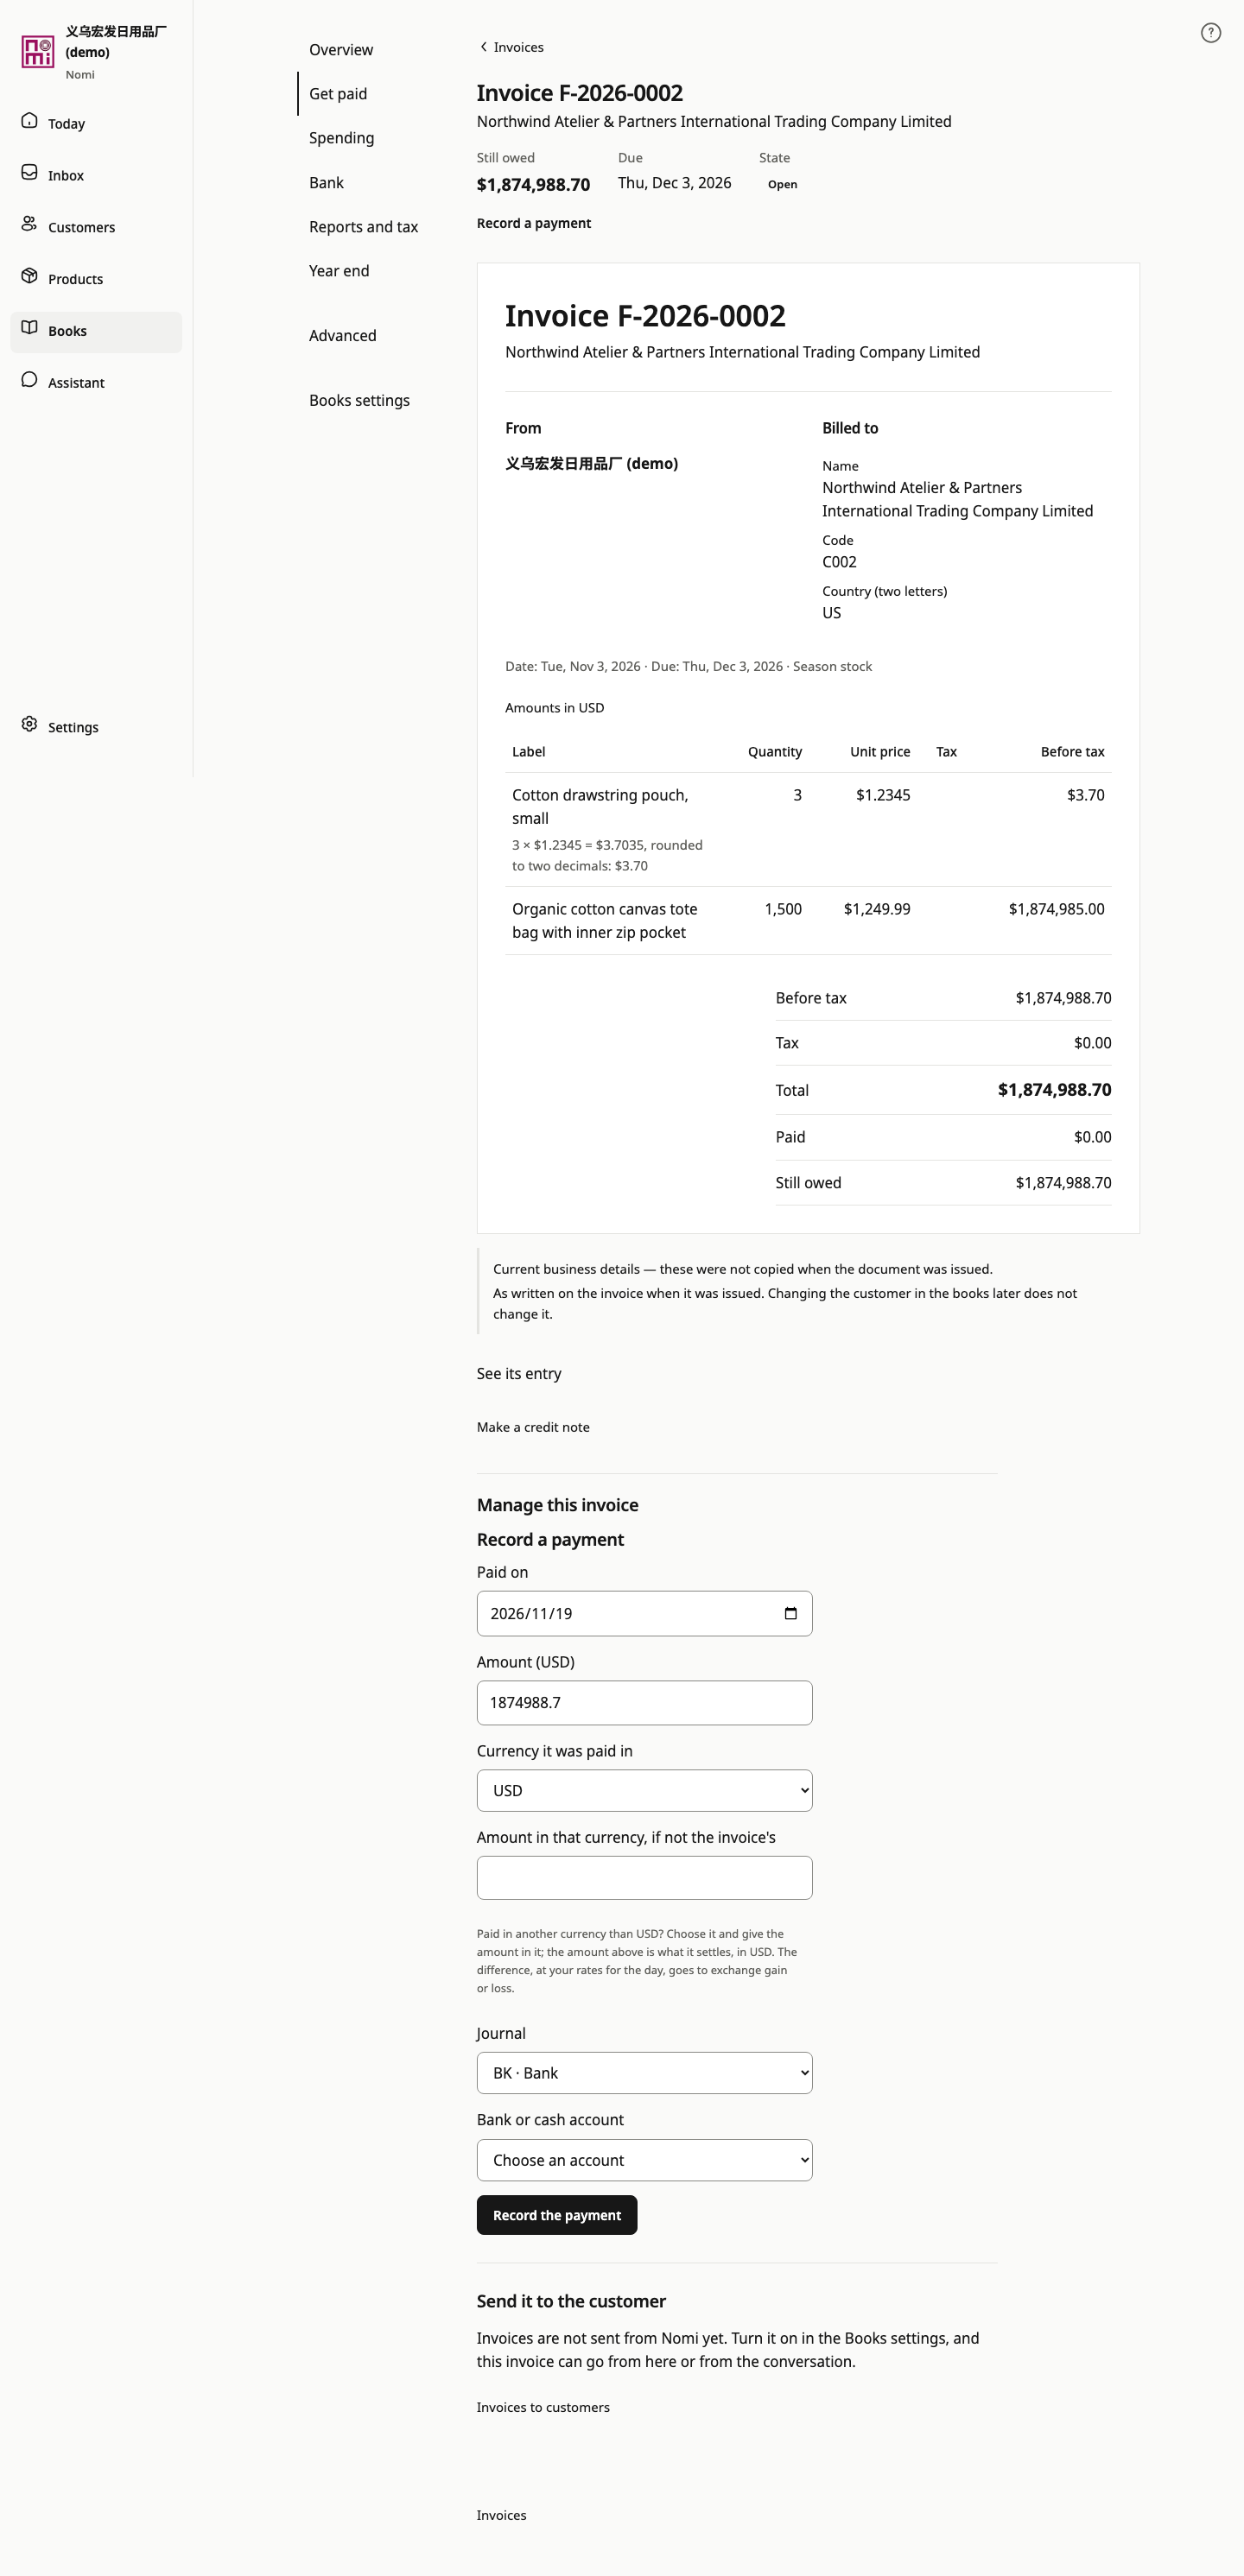 义乌宏发日用品厂
(demo)
Nomi
Today
Inbox
Customers
Products
Books
Assistant
Settings
Overview
Get paid
Spending
Bank
Reports and tax
Year end
Advanced
Books settings
Invoices
Invoice F-2026-0002
Northwind Atelier & Partners International Trading Company Limited
Still owed Due State
$1,874,988.70 Thu, Dec 3, 2026 Open
Record a payment
Invoice F-2026-0002
Northwind Atelier & Partners International Trading Company Limited
From
义乌宏发日用品厂 (demo)
Billed to
Name
Northwind Atelier & Partners
International Trading Company Limited
Code
C002
Country (two letters)
US
Date: Tue, Nov 3, 2026 · Due: Thu, Dec 3, 2026 · Season stock
Amounts in USD
Label Quantity Unit price Tax Before tax
Cotton drawstring pouch, 3 $1.2345 $3.70
small
3 × $1.2345 = $3.7035, rounded
to two decimals: $3.70
Organic cotton canvas tote 1,500 $1,249.99 $1,874,985.00
bag with inner zip pocket
Before tax $1,874,988.70
Tax $0.00
Total $1,874,988.70
Paid $0.00
Still owed $1,874,988.70
Current business details — these were not copied when the document was issued.
As written on the invoice when it was issued. Changing the customer in the books later does not
change it.
See its entry
Make a credit note
Manage this invoice
Record a payment
Paid on
2026/11/19
Amount (USD)
1874988.7
Currency it was paid in
USD
Amount in that currency, if not the invoice's
Paid in another currency than USD? Choose it and give the
amount in it; the amount above is what it settles, in USD. The
difference, at your rates for the day, goes to exchange gain
or loss.
Journal
BK · Bank
Bank or cash account
Choose an account
Record the payment
Send it to the customer
Invoices are not sent from Nomi yet. Turn it on in the Books settings, and
this invoice can go from here or from the conversation.
Invoices to customers
Invoices